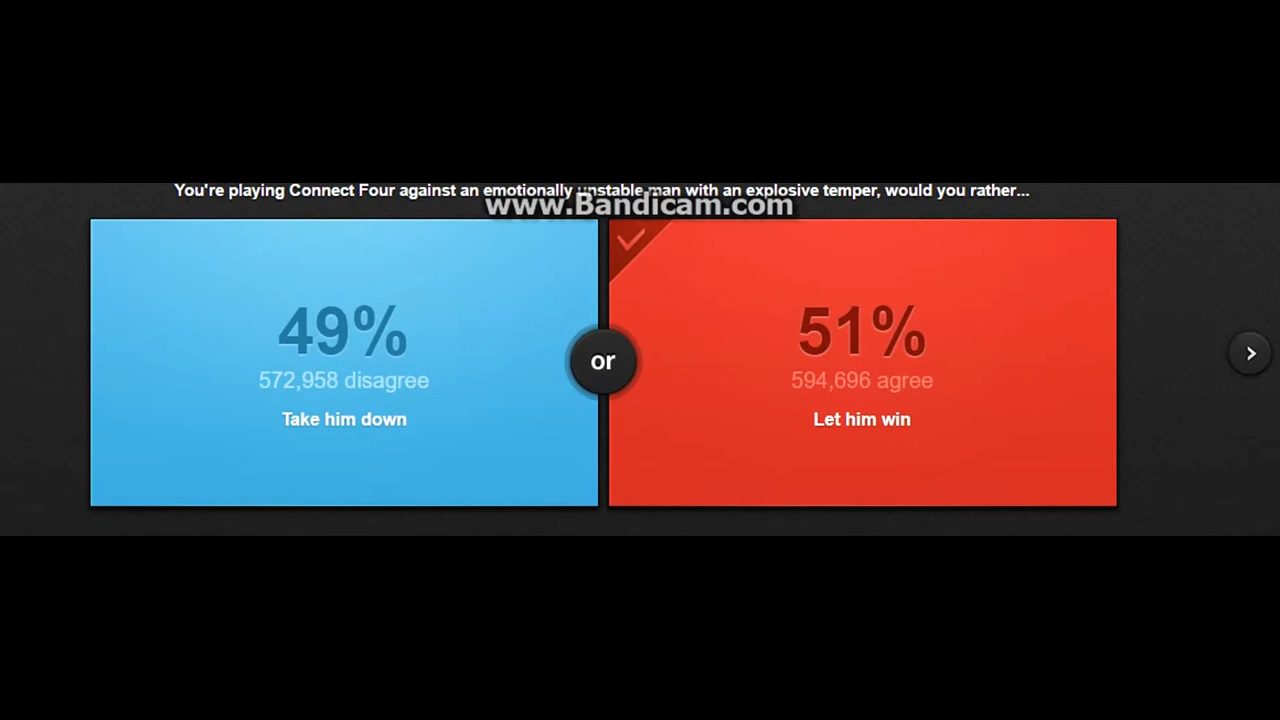 You're playing Connect Four against an emotionally unstable man with an explosive temper, would you rather...
www.Bandicam.com
49%
572,958 disagree
Take him down
or
51%
594,696 agree
Let him win